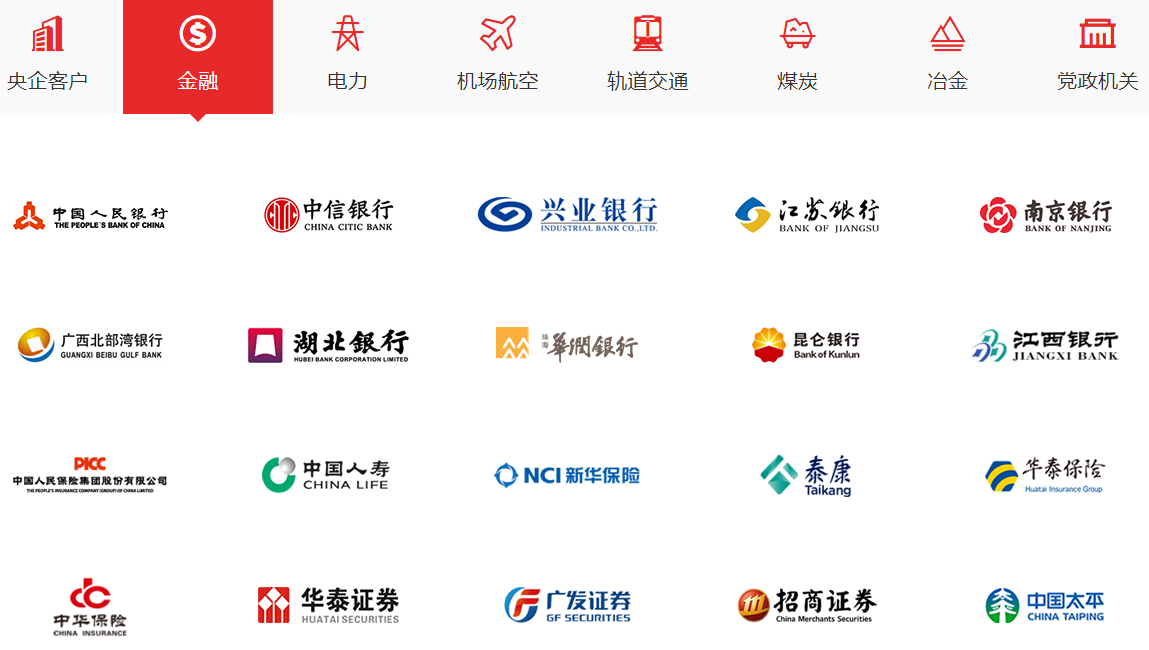 央企客户
金融
电力
机场航空
轨道交通
煤炭
冶金
党政机关
中国人民银行
THE PEOPLE'S BANK OF CHINA
中信银行
CHINA CITIC BANK
兴业银行
INDUSTRIAL BANK CO.,LTD.
江苏银行
BANK OF JIANGSU
南京银行
BANK OF NANJING
广西北部湾银行
GUANGXI BEIBU GULF BANK
湖北银行
HUBEI BANK CORPORATION LIMITED
珠海
華潤銀行
昆仑银行
Bank of Kunlun
江西银行
JIANGXI BANK
PICC
中国人民保险集团股份有限公司
THE PEOPLE'S INSURANCE COMPANY (GROUP) OF CHINA LIMITED
中国人寿
CHINA LIFE
NCI 新华保险
泰康
Taikang
华泰保险
Huatai Insurance Group
中华保险
CHINA INSURANCE
华泰证券
HUATAI SECURITIES
广发证券
GF SECURITIES
招商证券
China Merchants Securities
中国太平
CHINA TAIPING